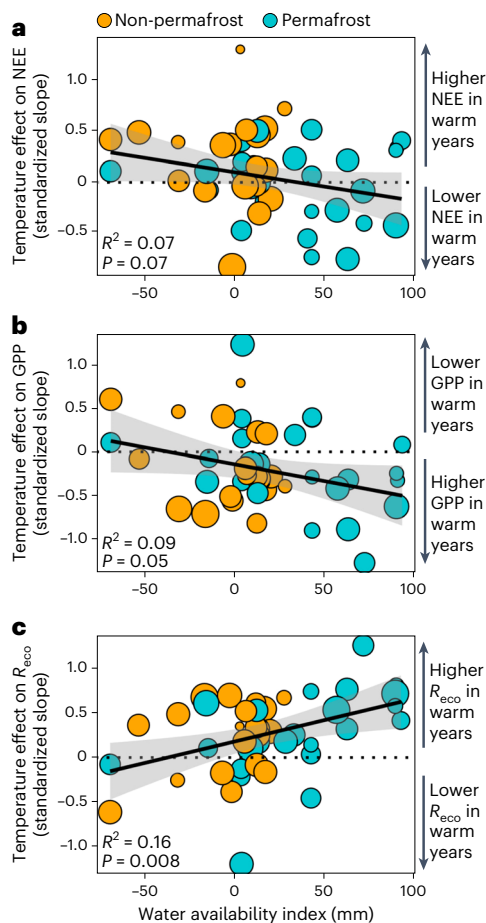 Non-permafrost Permafrost
a
Temperature effect on NEE
(standardized slope)
1.0
0.5
0
−0.5
R² = 0.07
P = 0.07
−50 0 50 100
Higher
NEE in
warm
years
Lower
NEE in
warm
years
b
Temperature effect on GPP
(standardized slope)
1.0
0.5
0
−0.5
−1.0
R² = 0.09
P = 0.05
−50 0 50 100
Lower
GPP in
warm
years
Higher
GPP in
warm
years
c
Temperature effect on Reco
(standardized slope)
1.0
0.5
0
−0.5
−1.0
R² = 0.16
P = 0.008
−50 0 50 100
Higher
Reco in
warm
years
Lower
Reco in
warm
years
Water availability index (mm)